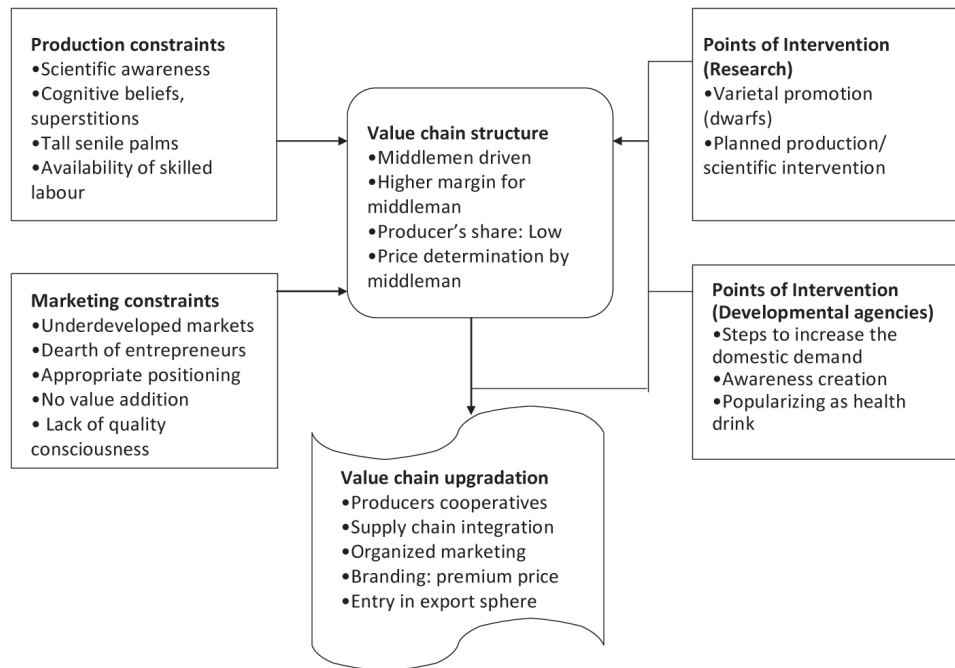 Production constraints
•Scientific awareness
•Cognitive beliefs,
superstitions
•Tall senile palms
•Availability of skilled
labour
Marketing constraints
•Underdeveloped markets
•Dearth of entrepreneurs
•Appropriate positioning
•No value addition
• Lack of quality
consciousness
Value chain structure
•Middlemen driven
•Higher margin for
middleman
•Producer's share: Low
•Price determination by
middleman
Value chain upgradation
•Producers cooperatives
•Supply chain integration
•Organized marketing
•Branding: premium price
•Entry in export sphere
Points of Intervention
(Research)
•Varietal promotion
(dwarfs)
•Planned production/
scientific intervention
Points of Intervention
(Developmental agencies)
•Steps to increase the
domestic demand
•Awareness creation
•Popularizing as health
drink